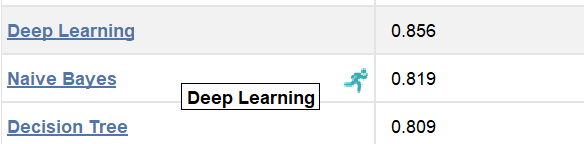 Deep Learning 0.856
Naive Bayes 0.819
Deep Learning
Decision Tree 0.809